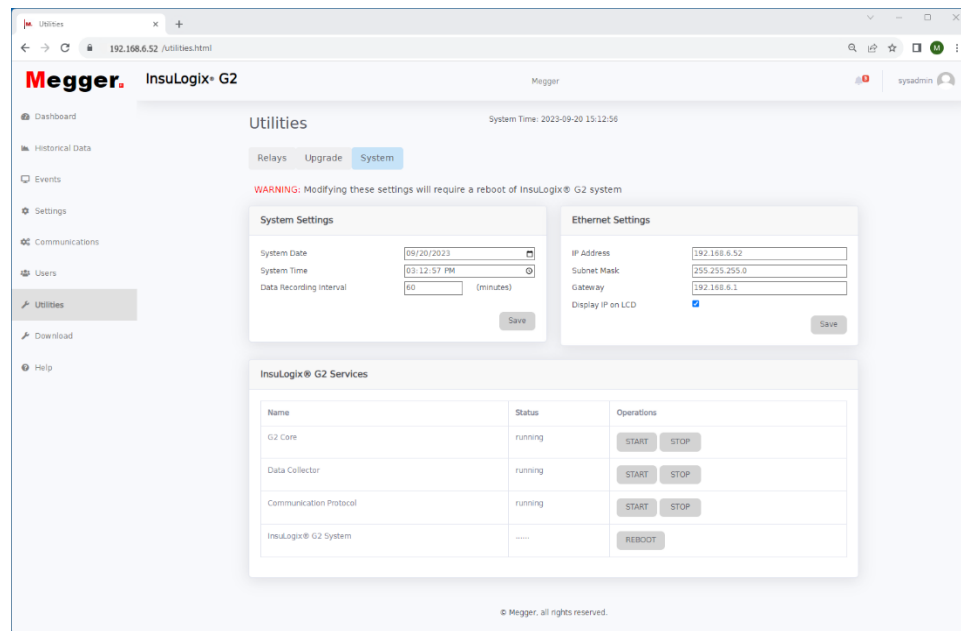 Utilities
192.168.6.52 /utilities.html
M
Megger.
InsuLogix® G2
Megger
sysadmin
Dashboard
Historical Data
Events
Settings
Communications
Users
Utilities
Download
Help
Utilities
System Time: 2023-09-20 15:12:56
Relays Upgrade System
WARNING: Modifying these settings will require a reboot of InsuLogix® G2 system
System Settings
System Date 09/20/2023
System Time 03:12:57 PM
Data Recording Interval 60 (minutes)
Save
Ethernet Settings
IP Address 192.168.6.52
Subnet Mask 255.255.255.0
Gateway 192.168.6.1
Display IP on LCD
Save
InsuLogix® G2 Services
Name Status Operations
G2 Core running START STOP
Data Collector running START STOP
Communication Protocol running START STOP
InsuLogix® G2 System ...... REBOOT
© Megger, all rights reserved.